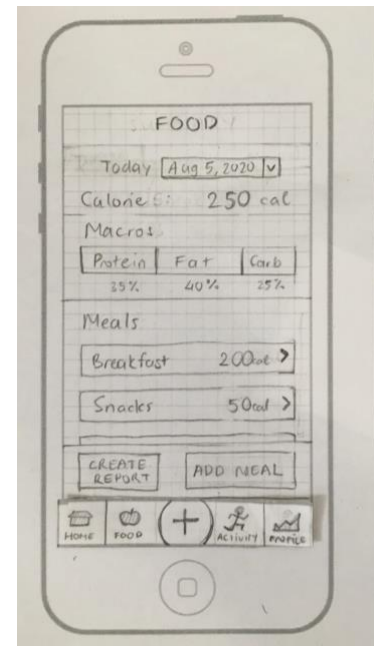 FOOD
Today Aug 5, 2020
Calories: 250 cal
Macros
Protein Fat Carb
35% 40% 25%
Meals
Breakfast 200cal >
Snacks 50cal >
CREATE REPORT
ADD MEAL
HOME FOOD + ACTIVITY PROFILE